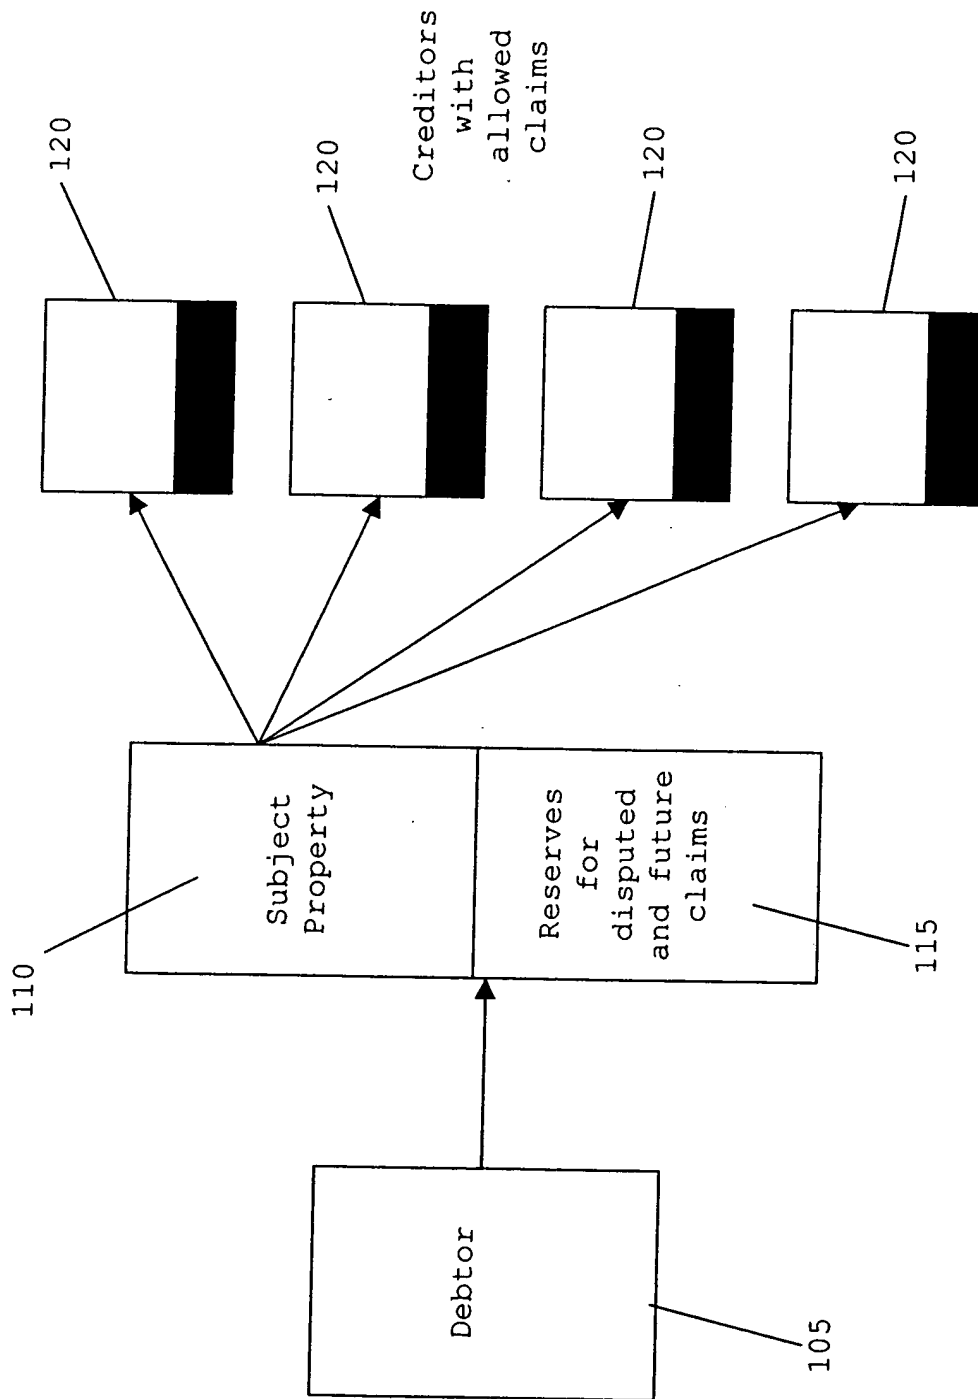 110
120
Subject
Property
120
Creditors
with
allowed
claims
Debtor
Reserves
for
disputed
and future
claims
120
105
120
115